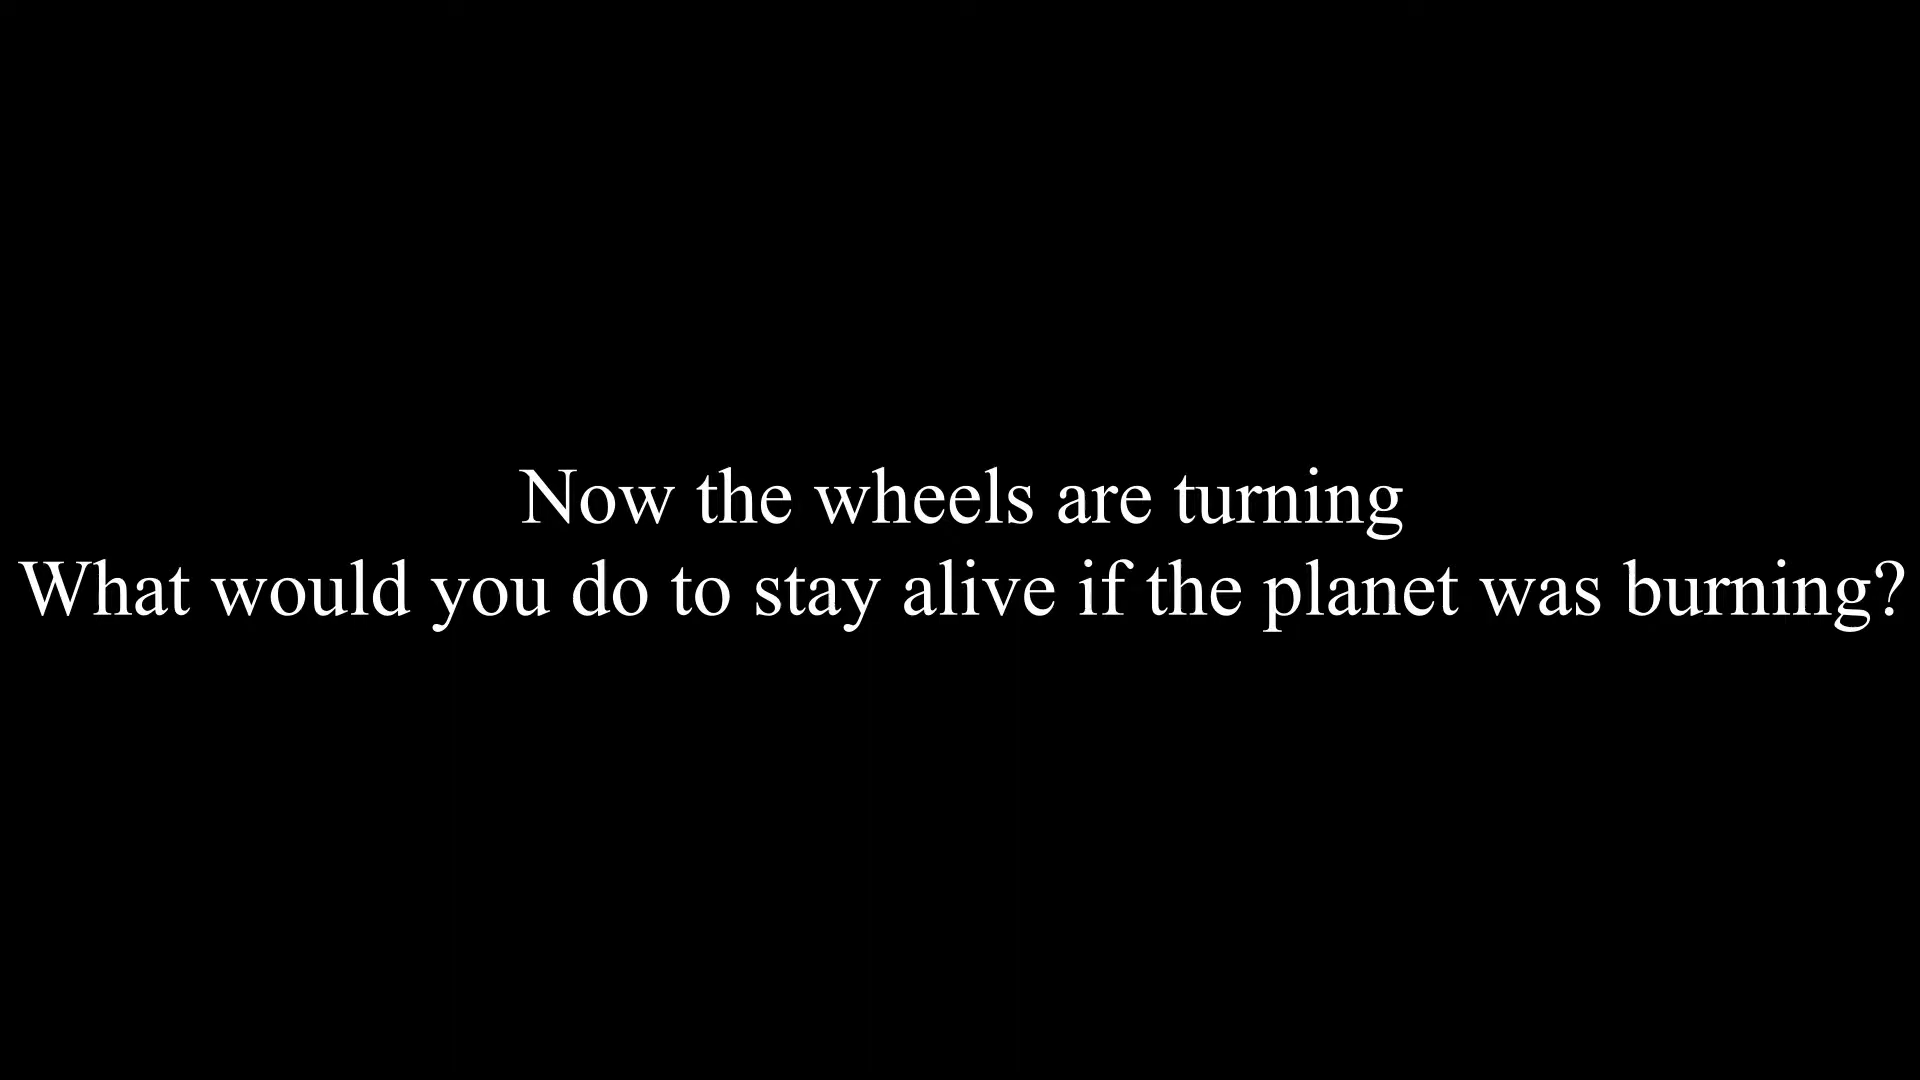 Now the wheels are turning
What would you do to stay alive if the planet was burning?